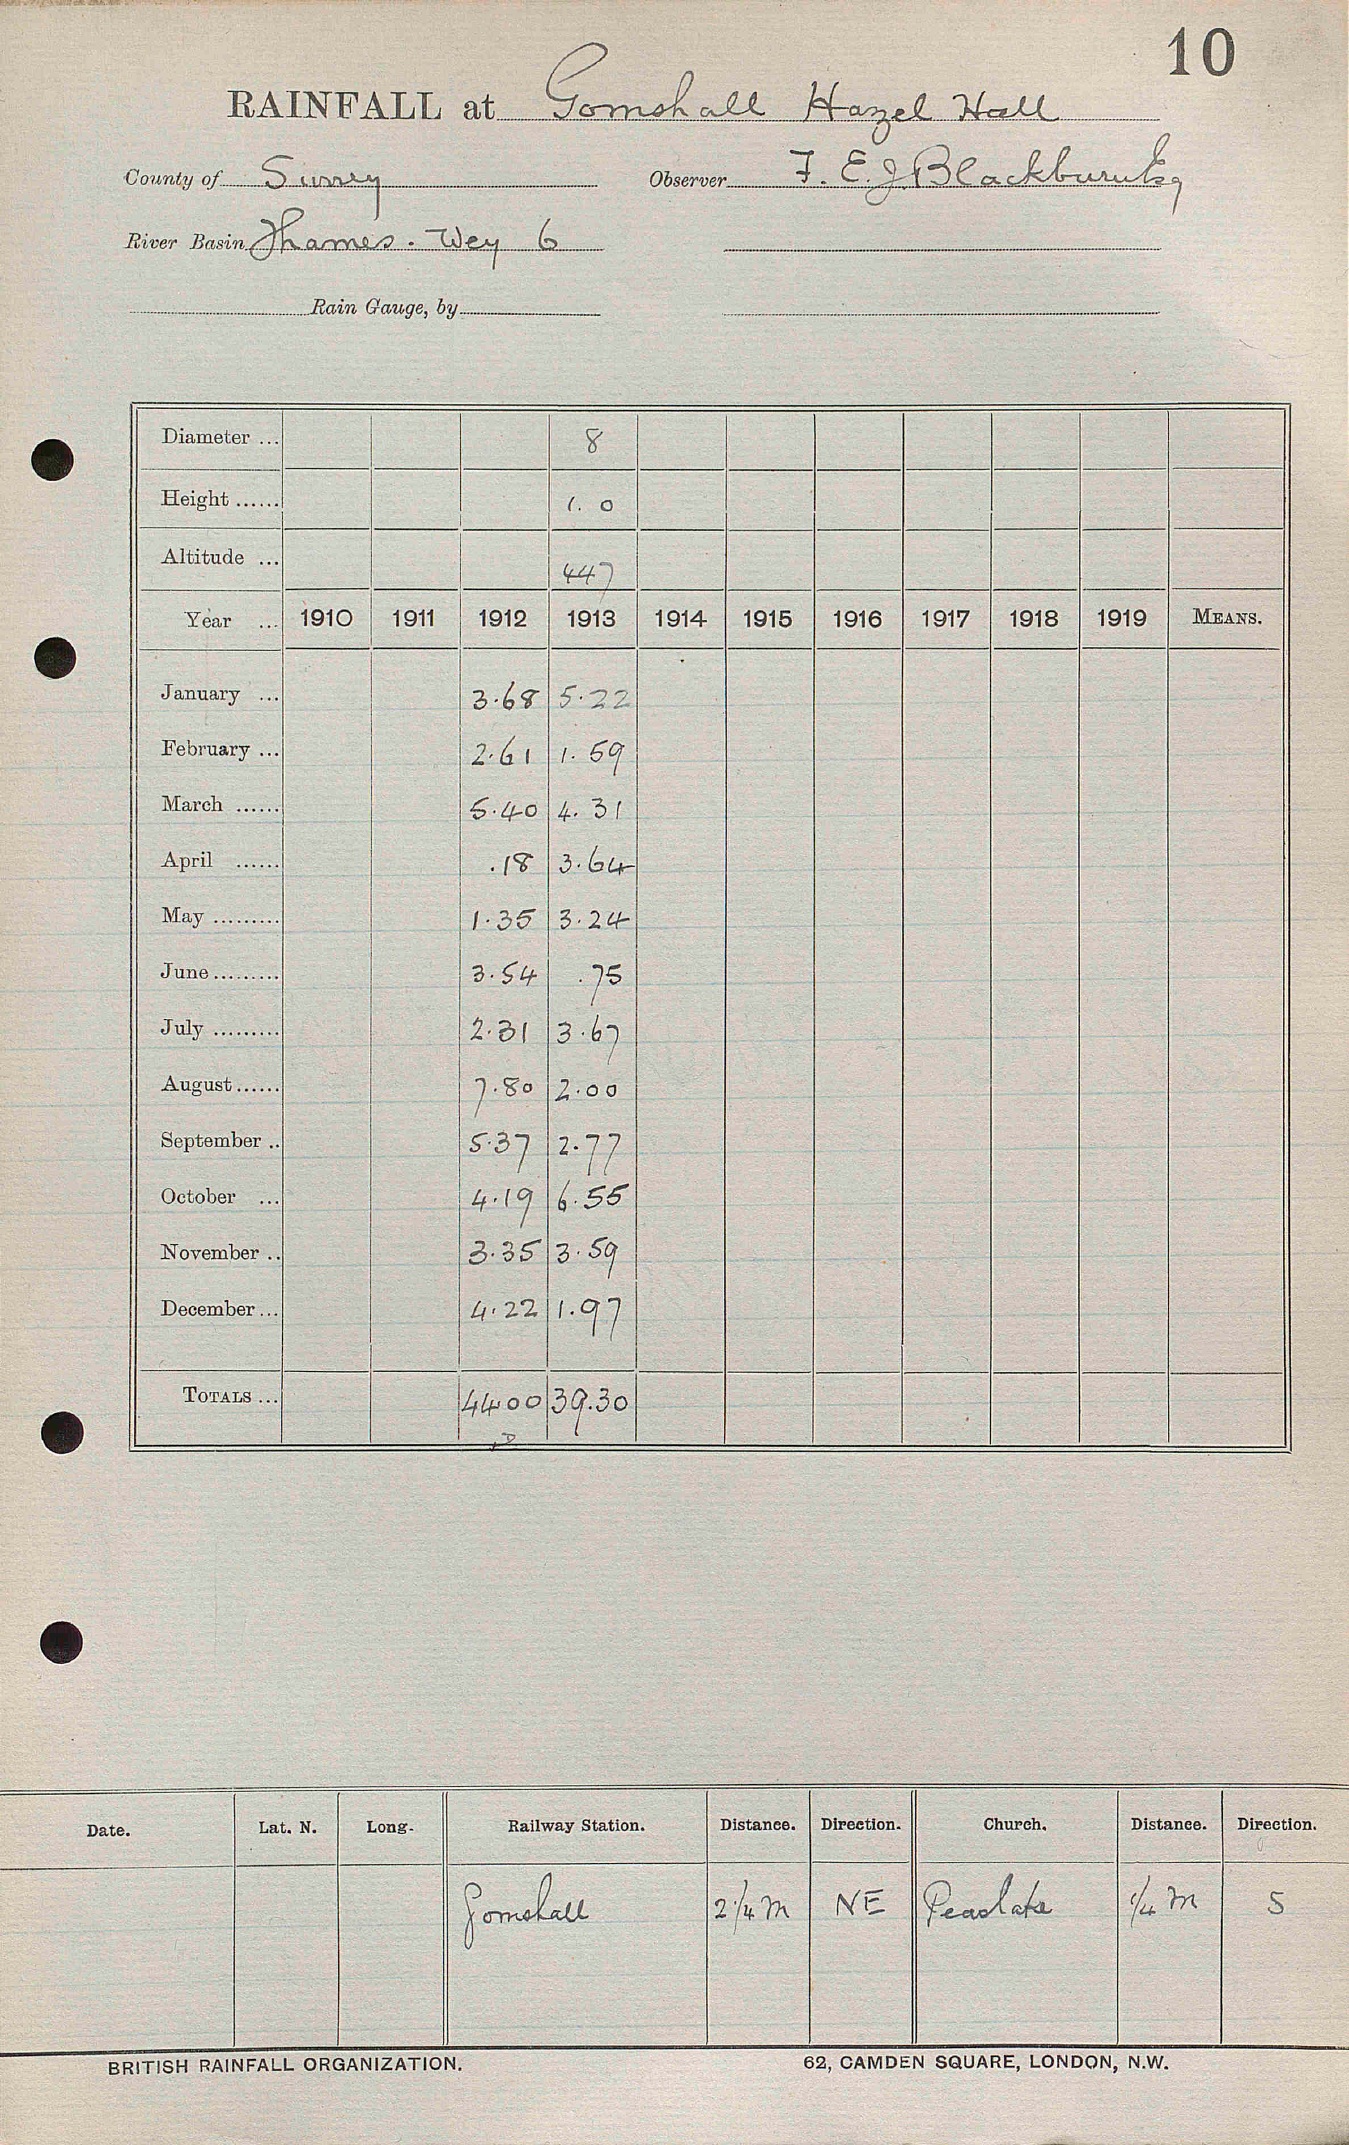 10
RAINFALL at Gomshall Hazel Hall
County of Surrey Observer F. E. J. Blackburn Esq
River Basin Thames. Wey 6
Rain Gauge, by
Diameter ... 8
Height ...... 1. 0
Altitude ... 447
Year ... 1910 1911 1912 1913 1914 1915 1916 1917 1918 1919 MEANS.
January ... 3.68 5.22
February ... 2.61 1.59
March ...... 5.40 4.31
April ...... .18 3.64
May ......... 1.35 3.24
June ......... 3.54 .75
July ......... 2.31 3.67
August ...... 7.80 2.00
September .. 5.37 2.77
October ... 4.19 6.55
November .. 3.35 3.59
December ... 4.22 1.97
TOTALS ... 44 00 39.30
Date. Lat. N. Long. Railway Station. Distance. Direction. Church. Distance. Direction.
Gomshall 2 1/4 m NE Peaslake 1/4 m S
BRITISH RAINFALL ORGANIZATION. 62, CAMDEN SQUARE, LONDON, N.W.